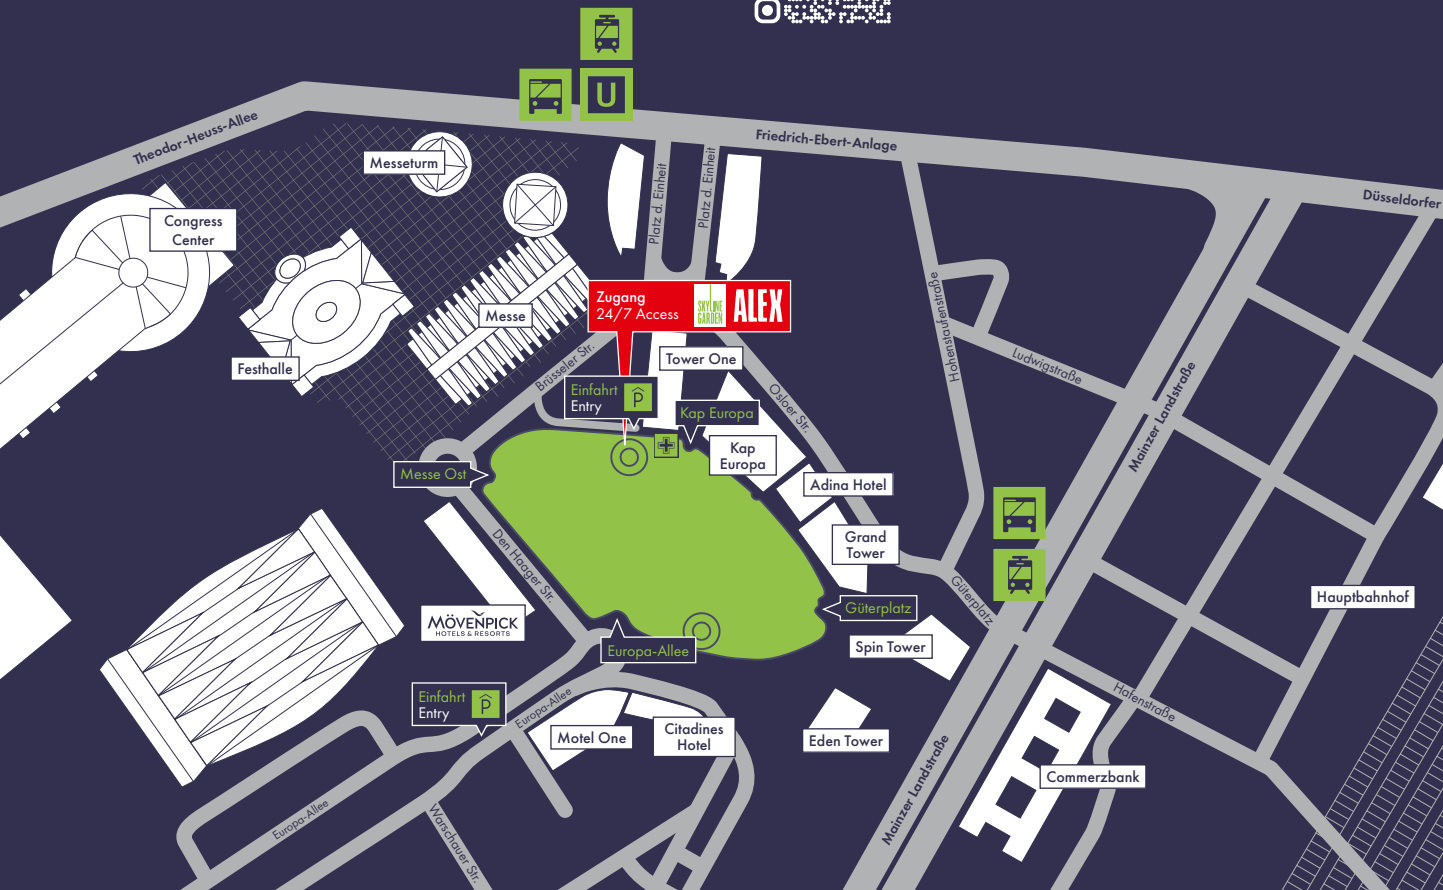 U
Theodor-Heuss-Allee
Friedrich-Ebert-Anlage
Düsseldorfer
Messeturm
Platz d. Einheit
Platz d. Einheit
Congress
Center
Zugang
24/7 Access
SKYLINE
GARDEN
ALEX
Messe
Festhalle
Brüsseler Str.
Tower One
Hohenstaufenstraße
Ludwigstraße
Mainzer Landstraße
Einfahrt
Entry
P
Kap Europa
Osloer Str.
Kap
Europa
Messe Ost
Adina Hotel
Den Haager Str.
Grand
Tower
Güterplatz
Güterplatz
Hauptbahnhof
MÖVENPICK
HOTELS & RESORTS
Spin Tower
Europa-Allee
Einfahrt
Entry
P
Europa-Allee
Hafenstraße
Motel One
Citadines
Hotel
Eden Tower
Mainzer Landstraße
Commerzbank
Europa-Allee
Warschauer Str.